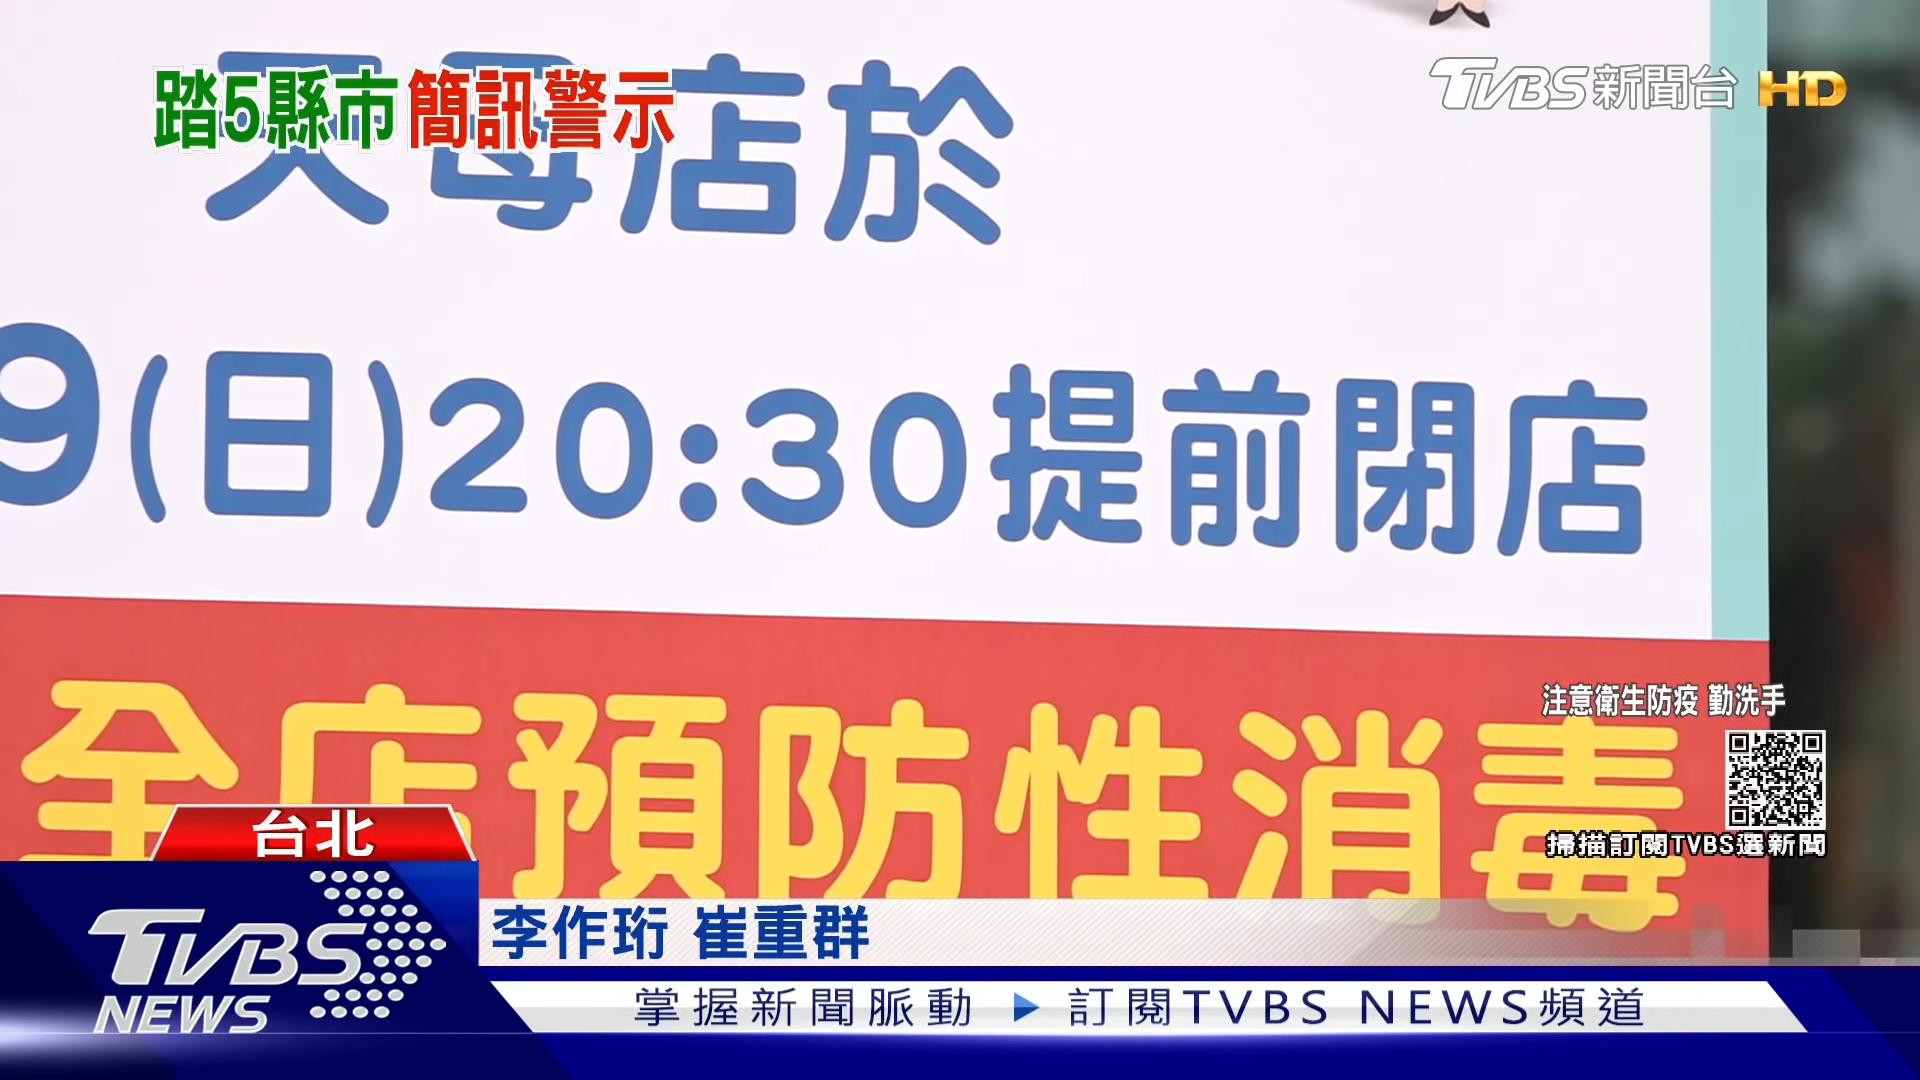 踏5縣市 簡訊警示
TVBS新聞台 HD
天母店於
9(日)20:30提前閉店
全店預防性消毒
注意衛生防疫 勤洗手
掃描訂閱TVBS選新聞
台北
李作珩 崔重群
TVBS NEWS
掌握新聞脈動 ▶ 訂閱TVBS NEWS頻道